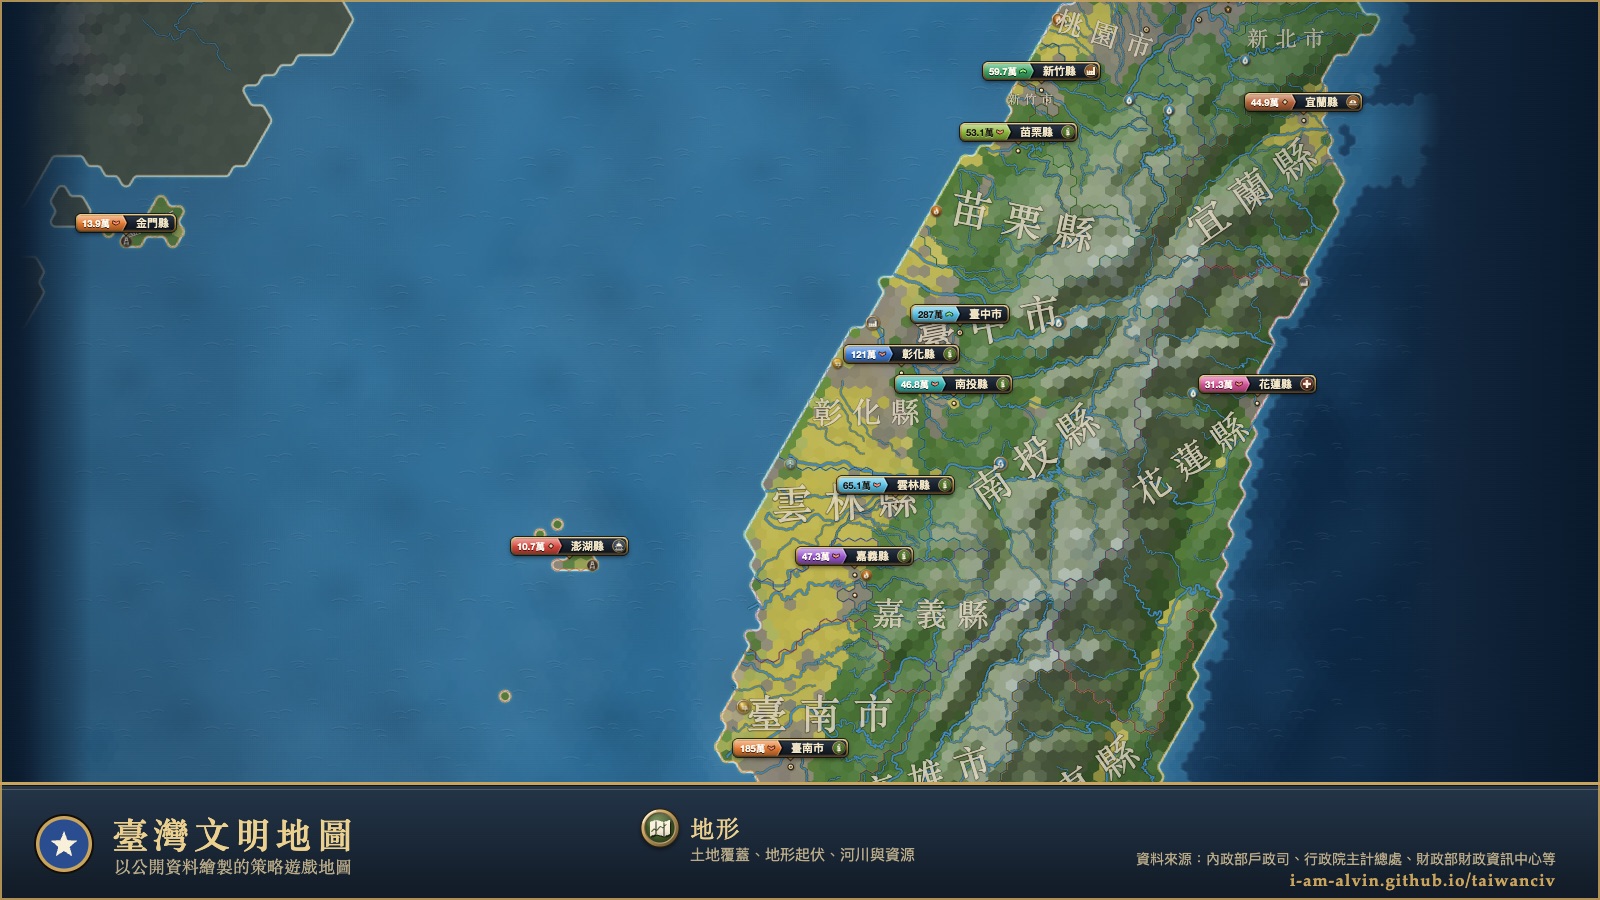 桃園市
新北市
59.7萬 新竹縣
新竹市
44.9萬 宜蘭縣
53.1萬 苗栗縣
宜蘭縣
苗栗縣
13.9萬 金門縣
287萬 臺中市
臺中市
121萬 彰化縣
46.8萬 南投縣
31.3萬 花蓮縣
彰化縣
南投縣
花蓮縣
65.1萬 雲林縣
雲林縣
10.7萬 澎湖縣
47.3萬 嘉義縣
嘉義縣
臺南市
185萬 臺南市
雄市
縣
臺灣文明地圖
以公開資料繪製的策略遊戲地圖
地形
土地覆蓋、地形起伏、河川與資源
資料來源：內政部戶政司、行政院主計總處、財政部財政資訊中心等
i-am-alvin.github.io/taiwanciv